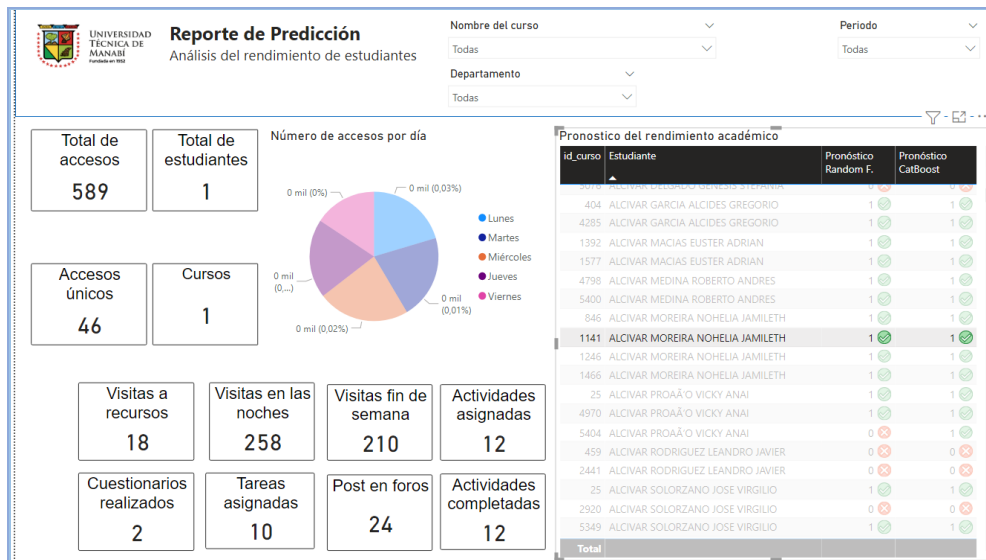 UNIVERSIDAD
TÉCNICA DE
MANABÍ
Fundada en 1952
Reporte de Predicción
Análisis del rendimiento de estudiantes
Nombre del curso
Todas
Departamento
Todas
Periodo
Todas
Total de
accesos
589
Total de
estudiantes
1
Accesos
únicos
46
Cursos
1
Número de accesos por día
0 mil (0%)
0 mil (0,03%)
0 mil
(0,...)
0 mil
(0,01%)
0 mil (0,02%)
Lunes
Martes
Miércoles
Jueves
Viernes
Visitas a
recursos
18
Visitas en las
noches
258
Visitas fin de
semana
210
Actividades
asignadas
12
Cuestionarios
realizados
2
Tareas
asignadas
10
Post en foros
24
Actividades
completadas
12
Pronostico del rendimiento académico
id_curso Estudiante Pronóstico Random F. Pronóstico CatBoost
5078 ALCIVAR DELGADO GENESIS STEFANIA 0 0
404 ALCIVAR GARCIA ALCIDES GREGORIO 1 1
4285 ALCIVAR GARCIA ALCIDES GREGORIO 1 1
1392 ALCIVAR MACIAS EUSTER ADRIAN 1 1
1577 ALCIVAR MACIAS EUSTER ADRIAN 1 1
4798 ALCIVAR MEDINA ROBERTO ANDRES 1 1
5400 ALCIVAR MEDINA ROBERTO ANDRES 1 1
846 ALCIVAR MOREIRA NOHELIA JAMILETH 1 1
1141 ALCIVAR MOREIRA NOHELIA JAMILETH 1 1
1246 ALCIVAR MOREIRA NOHELIA JAMILETH 1 1
1466 ALCIVAR MOREIRA NOHELIA JAMILETH 1 1
25 ALCIVAR PROAÃ'O VICKY ANAI 1 1
4970 ALCIVAR PROAÃ'O VICKY ANAI 1 1
5404 ALCIVAR PROAÃ'O VICKY ANAI 0 1
459 ALCIVAR RODRIGUEZ LEANDRO JAVIER 0 0
2441 ALCIVAR RODRIGUEZ LEANDRO JAVIER 0 0
25 ALCIVAR SOLORZANO JOSE VIRGILIO 1 1
2920 ALCIVAR SOLORZANO JOSE VIRGILIO 0 0
5349 ALCIVAR SOLORZANO JOSE VIRGILIO 1 1
Total